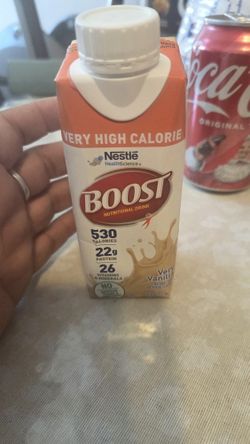 VERY HIGH CALORIE
Nestlé
HealthScience
BOOST
NUTRITIONAL DRINK
530
CALORIES
22g
PROTEIN
26
VITAMINS
& MINERALS
NO
Very
Vanilla
Coca
ORIGINAL